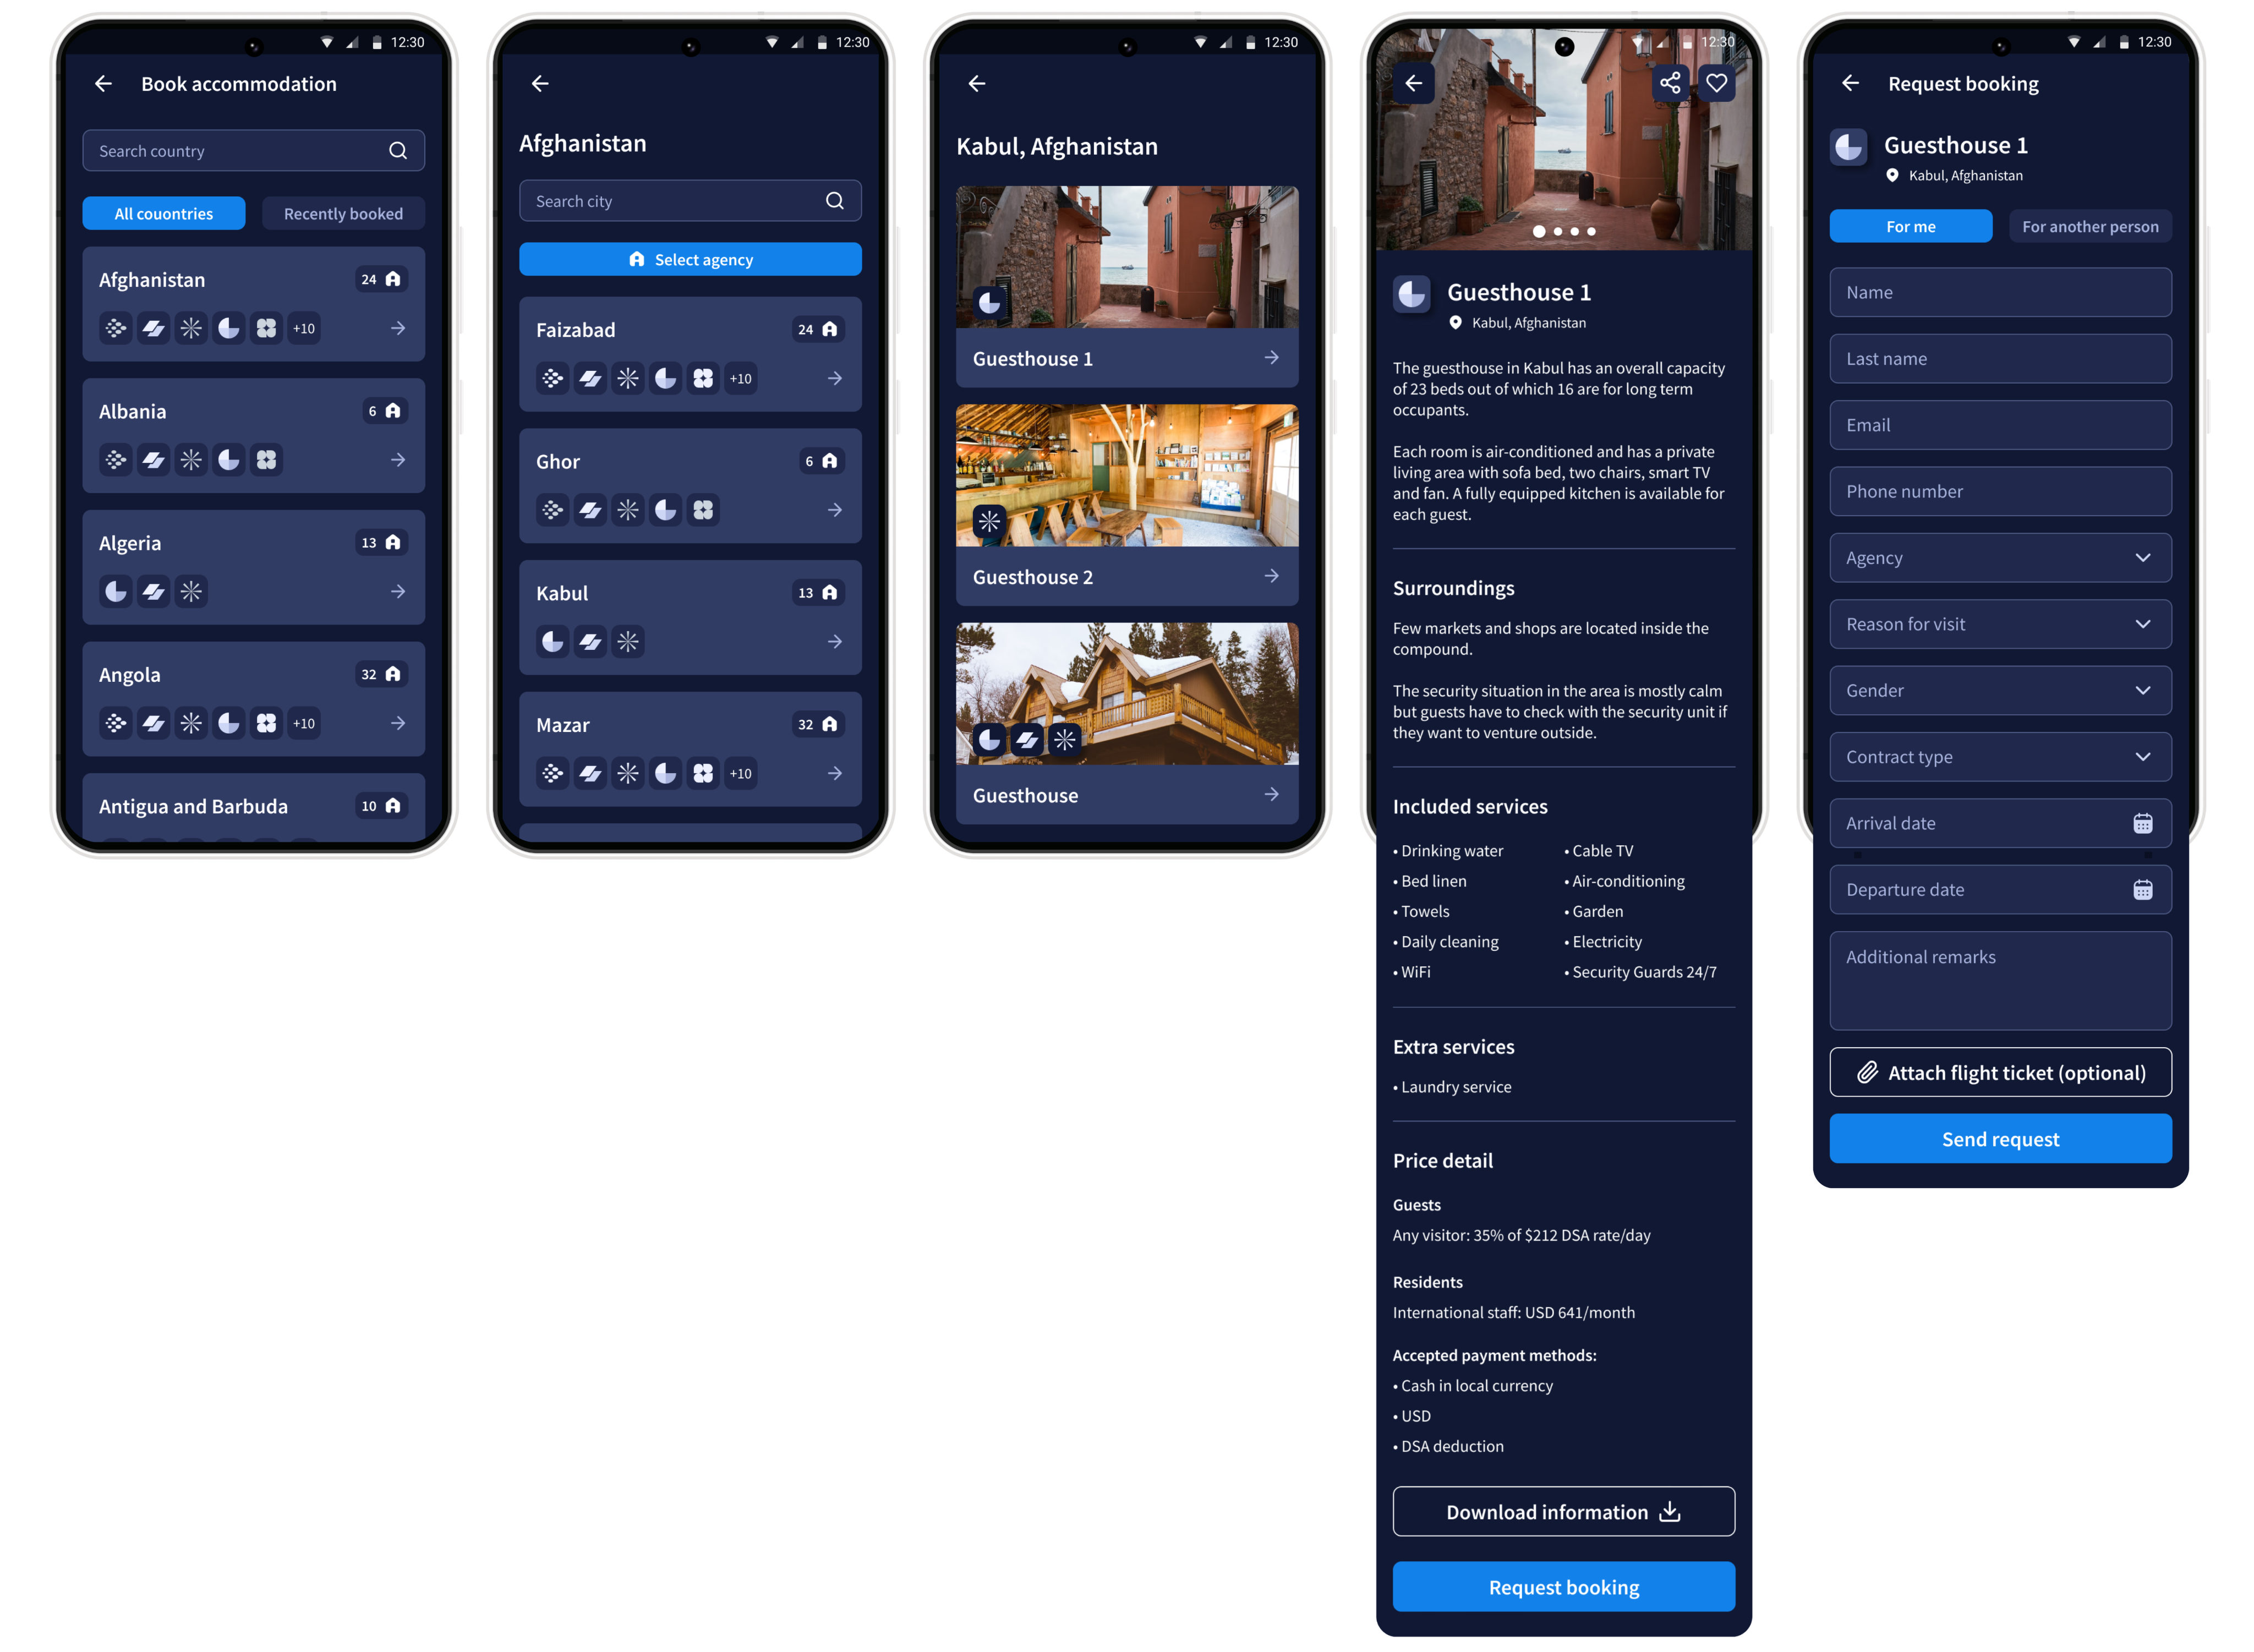 12:30
Book accommodation
Search country
All couontries
Recently booked
Afghanistan
24
+10
Albania
6
Algeria
13
Angola
32
+10
Antigua and Barbuda
10
12:30
Afghanistan
Search city
Select agency
Faizabad
24
+10
Ghor
6
Kabul
13
Mazar
32
+10
12:30
Kabul, Afghanistan
Guesthouse 1
Guesthouse 2
Guesthouse
12:30
Guesthouse 1
Kabul, Afghanistan
The guesthouse in Kabul has an overall capacity
of 23 beds out of which 16 are for long term
occupants.
Each room is air-conditioned and has a private
living area with sofa bed, two chairs, smart TV
and fan. A fully equipped kitchen is available for
each guest.
Surroundings
Few markets and shops are located inside the
compound.
The security situation in the area is mostly calm
but guests have to check with the security unit if
they want to venture outside.
Included services
• Drinking water
• Bed linen
• Towels
• Daily cleaning
• WiFi
• Cable TV
• Air-conditioning
• Garden
• Electricity
• Security Guards 24/7
Extra services
• Laundry service
Price detail
Guests
Any visitor: 35% of $212 DSA rate/day
Residents
International staff: USD 641/month
Accepted payment methods:
• Cash in local currency
• USD
• DSA deduction
Download information
Request booking
12:30
Request booking
Guesthouse 1
Kabul, Afghanistan
For me
For another person
Name
Last name
Email
Phone number
Agency
Reason for visit
Gender
Contract type
Arrival date
Departure date
Additional remarks
Attach flight ticket (optional)
Send request